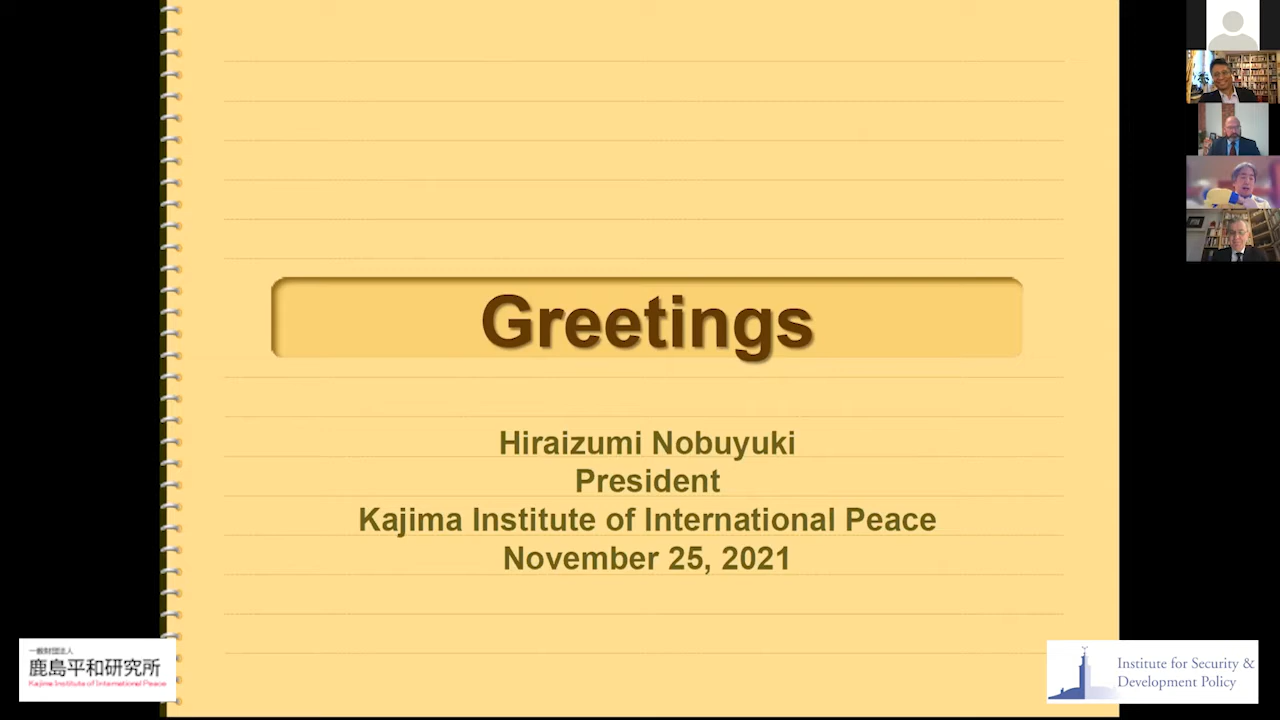 Greetings
Hiraizumi Nobuyuki
President
Kajima Institute of International Peace
November 25, 2021
一般財団法人
鹿島平和研究所
Kajima Institute of International Peace
Institute for Security &
Development Policy